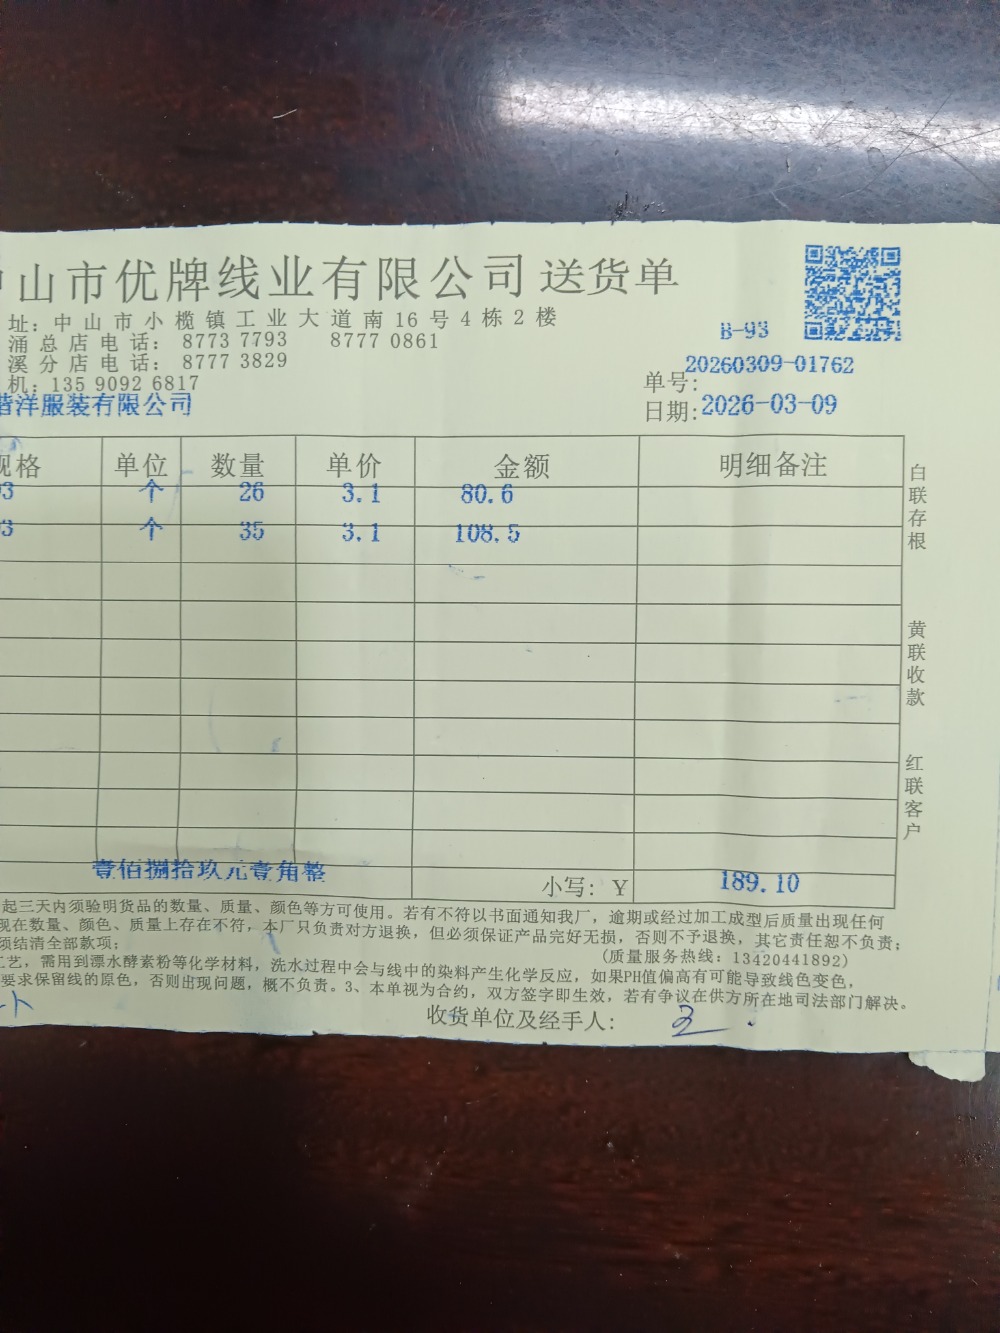 山市优牌线业有限公司 送货单
址：中山市小榄镇工业大道南16号4栋2楼
涌总店电话： 8773 7793 8777 0861
溪分店电话： 8777 3829
机：135 9092 6817
洋服装有限公司
B-93
单号：20260309-01762
日期：2026-03-09
规格 单位 数量 单价 金额 明细备注
3 个 26 3.1 80.6
3 个 35 3.1 108.5
壹佰捌拾玖元壹角整 小写：Y 189.10
白联存根
黄联收款
红联客户
起三天内须验明货品的数量、质量、颜色等方可使用。若有不符以书面通知我厂，逾期或经过加工成型后质量出现任何
现在数量、颜色、质量上存在不符，本厂只负责对方退换，但必须保证产品完好无损，否则不予退换，其它责任恕不负责；
须结清全部款项； (质量服务热线：13420441892)
工艺，需用到漂水酵素粉等化学材料，洗水过程中会与线中的染料产生化学反应，如果PH值偏高有可能导致线色变色，
要求保留线的原色，否则出现问题，概不负责。3、本单视为合约，双方签字即生效，若有争议在供方所在地司法部门解决。
收货单位及经手人：